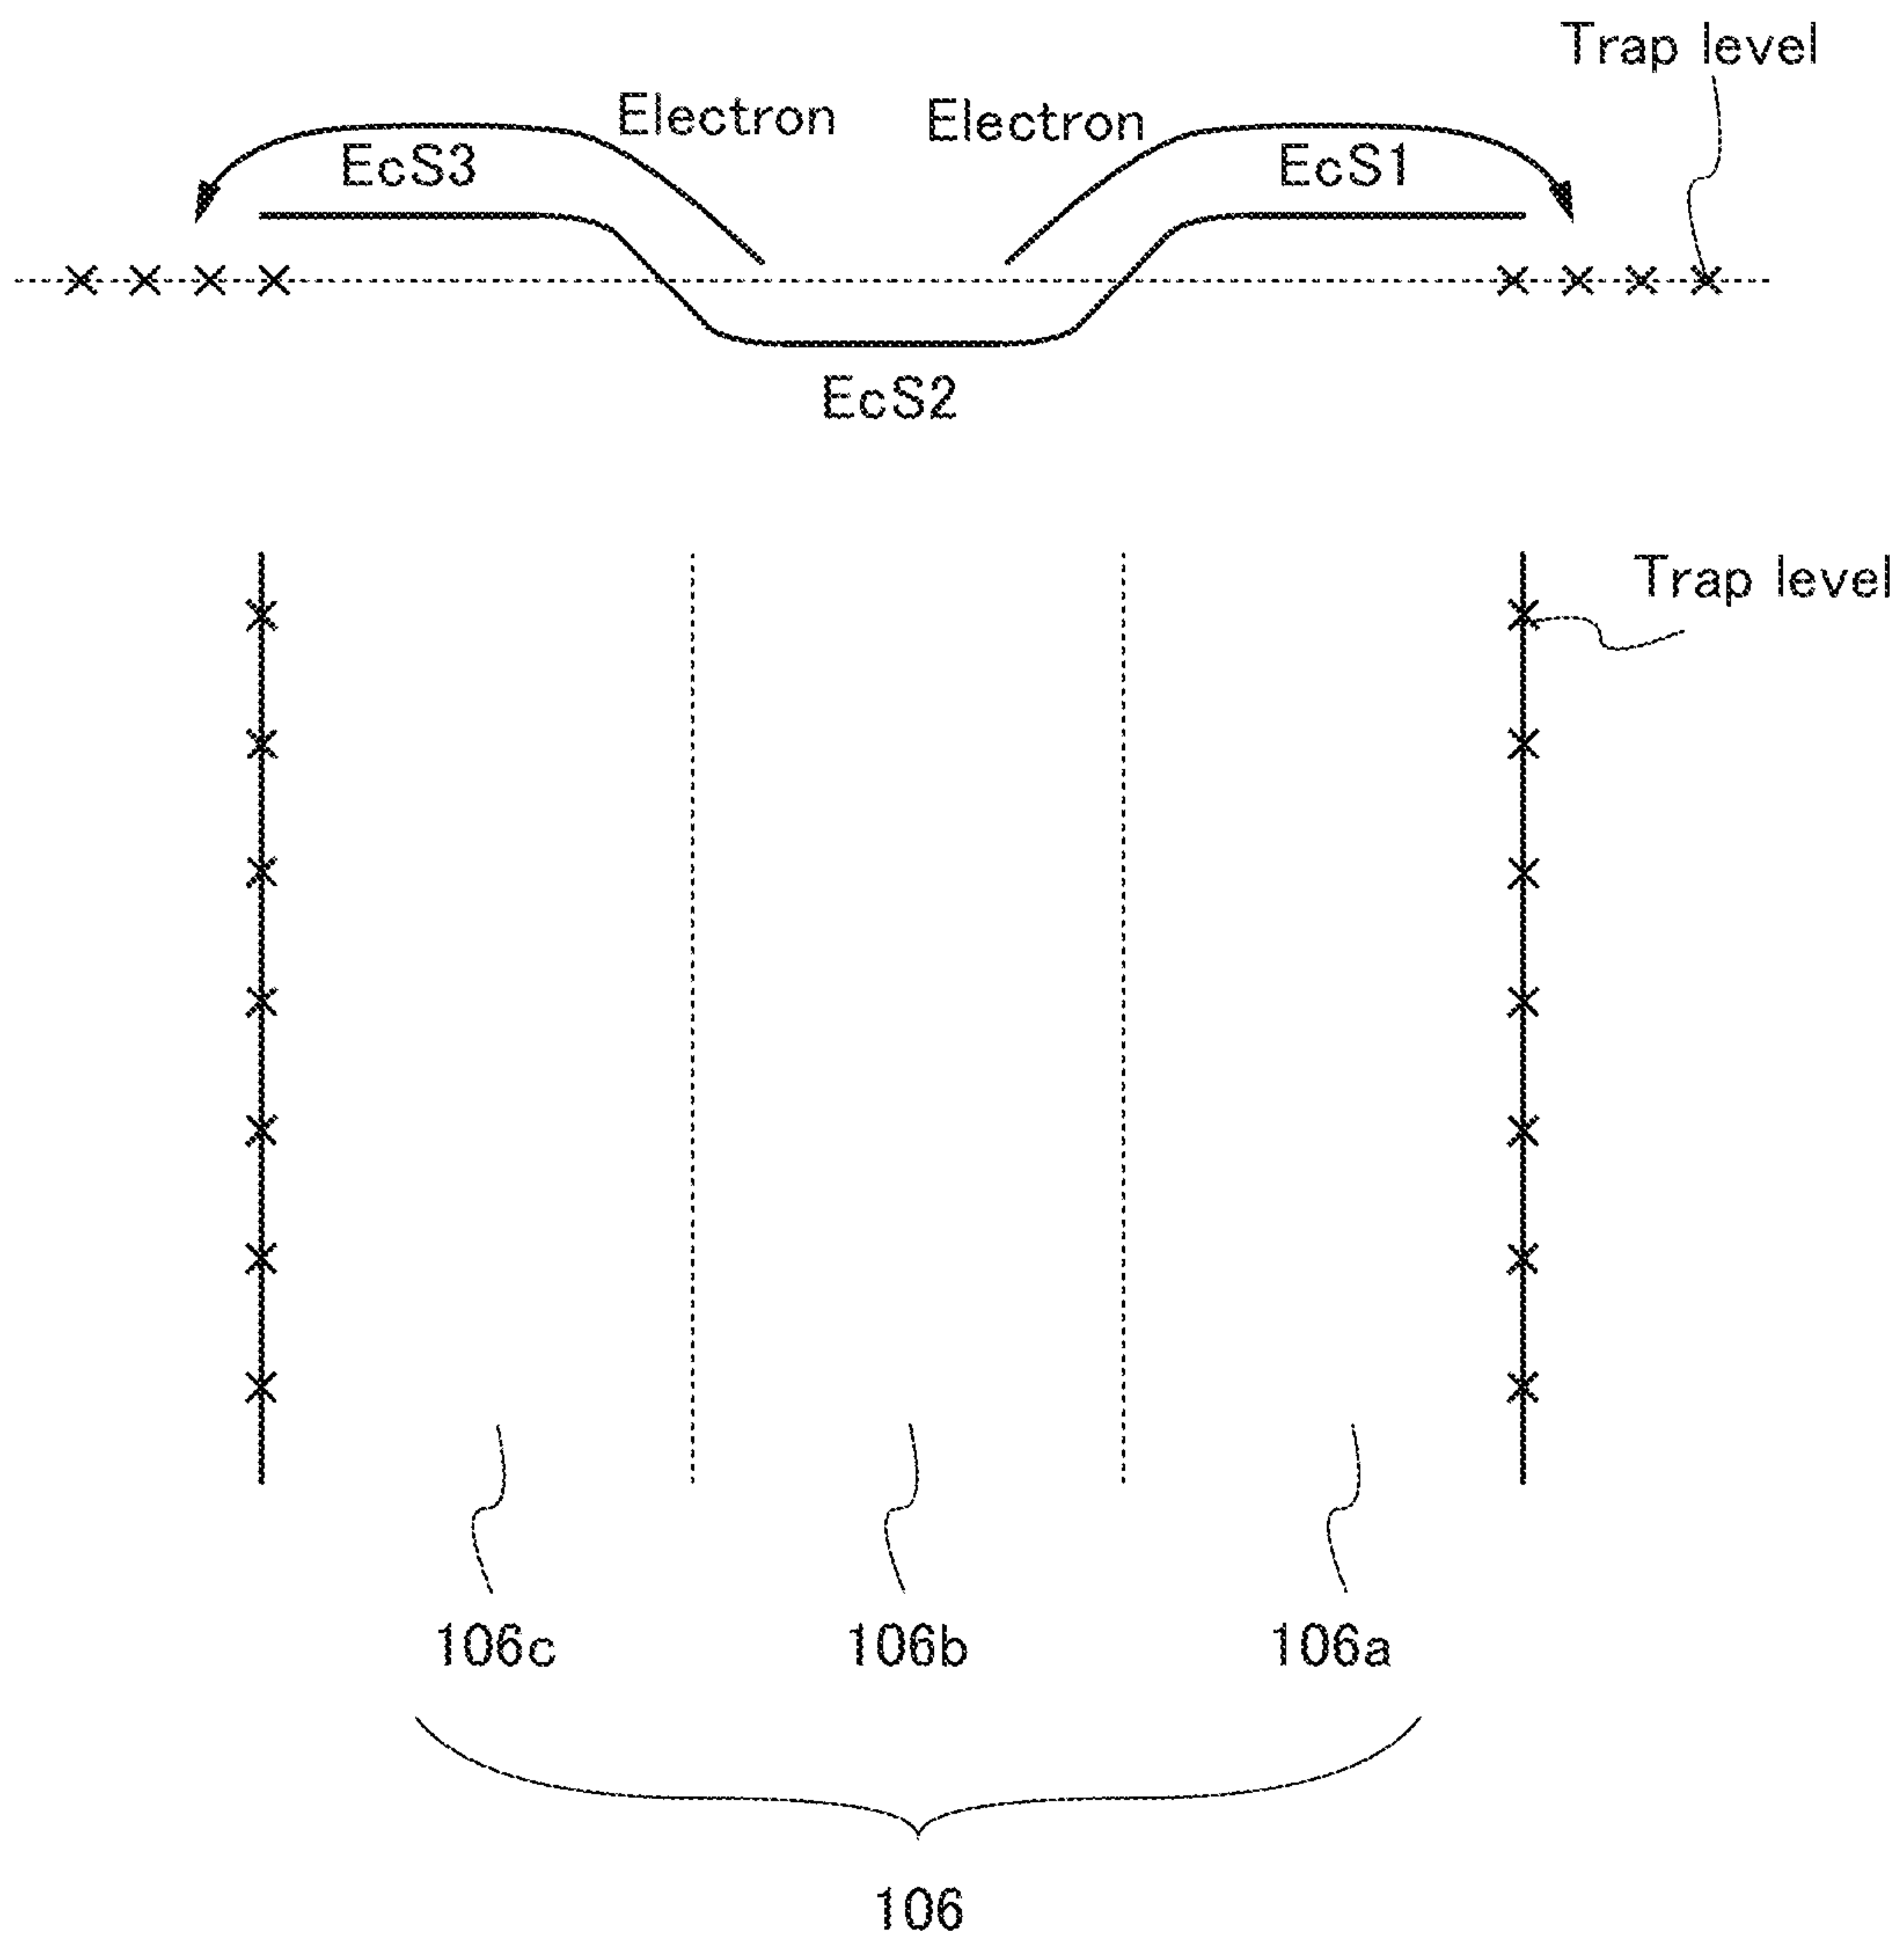 Trap level
Electron Electron
EcS3 EcS1
EcS2
Trap level
106c 106b 106a
106